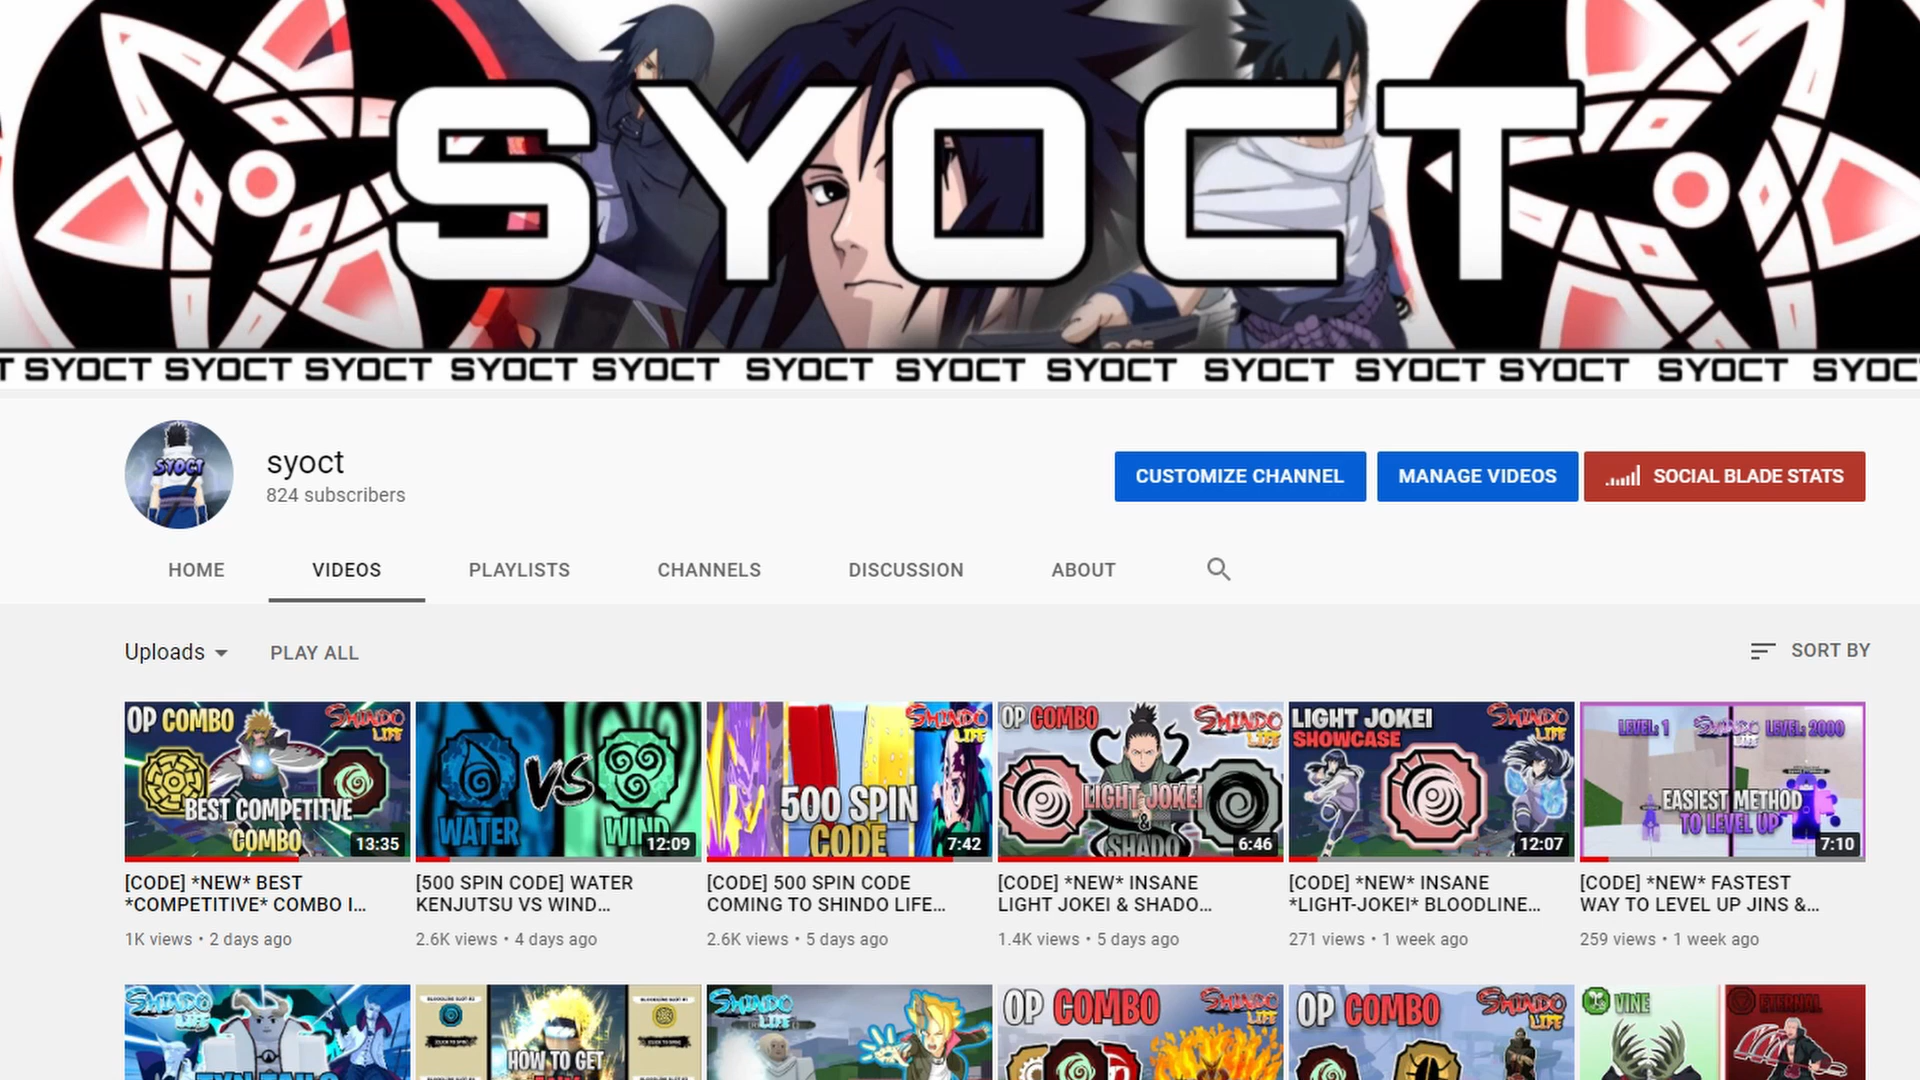 SYOCT
T SYOCT SYOCT SYOCT SYOCT SYOCT SYOCT SYOCT SYOCT SYOCT SYOCT SYOCT SYOCT SYOC
SYOCT
syoct
824 subscribers
CUSTOMIZE CHANNEL
MANAGE VIDEOS
SOCIAL BLADE STATS
HOME
VIDEOS
PLAYLISTS
CHANNELS
DISCUSSION
ABOUT
Uploads
PLAY ALL
SORT BY
OP COMBO
SHINDO
LIFE
BEST COMPETITVE
COMBO
13:35
VS
WATER
WIND
12:09
SHINDO
LIFE
500 SPIN
CODE
7:42
OP COMBO
SHINDO
LIFE
LIGHT JOKEI
&
SHADO
6:46
LIGHT JOKEI
SHOWCASE
SHINDO
LIFE
12:07
LEVEL: 1
SHINDO
LIFE
LEVEL: 2000
EASIEST METHOD
TO LEVEL UP
7:10
[CODE] *NEW* BEST
*COMPETITIVE* COMBO I...
1K views • 2 days ago
[500 SPIN CODE] WATER
KENJUTSU VS WIND...
2.6K views • 4 days ago
[CODE] 500 SPIN CODE
COMING TO SHINDO LIFE...
2.6K views • 5 days ago
[CODE] *NEW* INSANE
LIGHT JOKEI & SHADO...
1.4K views • 5 days ago
[CODE] *NEW* INSANE
*LIGHT-JOKEI* BLOODLINE...
271 views • 1 week ago
[CODE] *NEW* FASTEST
WAY TO LEVEL UP JINS &...
259 views • 1 week ago
SHINDO
LIFE
BLOODLINE SLOT #2
BLOODLINE SLOT #1
HOW TO GET
SHINDO
LIFE
OP COMBO
SHINDO
LIFE
OP COMBO
SHINDO
LIFE
VINE
ETERNAL